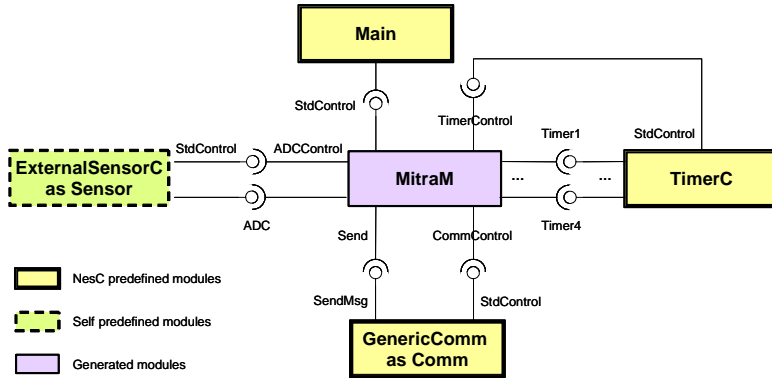 Main
StdControl
TimerControl
StdControl
ADCControl
Timer1
StdControl
ExternalSensorC
as Sensor
MitraM
...
...
TimerC
ADC
Send
CommControl
Timer4
SendMsg
StdControl
GenericComm
as Comm
NesC predefined modules
Self predefined modules
Generated modules